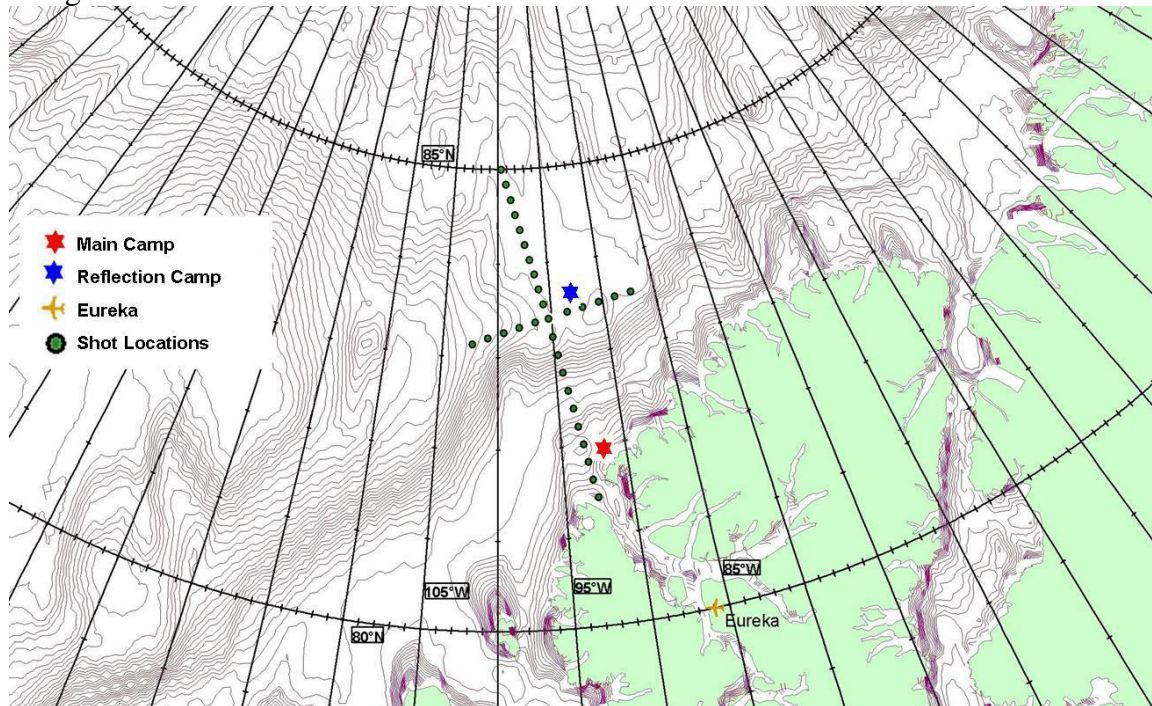 85°N
Main Camp
Reflection Camp
Eureka
Shot Locations
105°W
95°W
85°W
80°N
Eureka